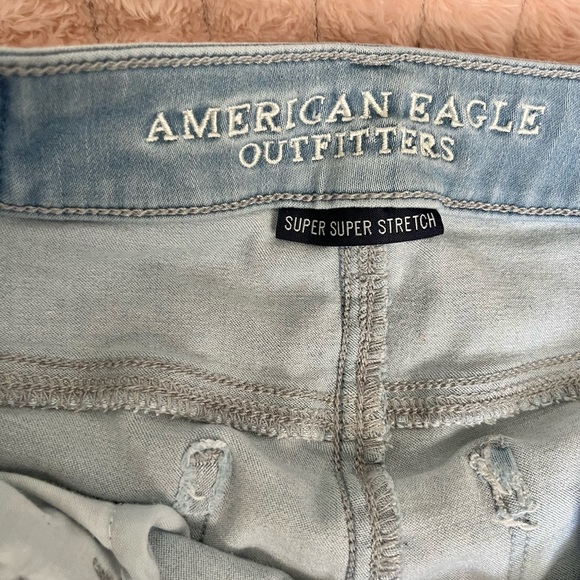 AMERICAN EAGLE
OUTFITTERS
SUPER SUPER STRETCH